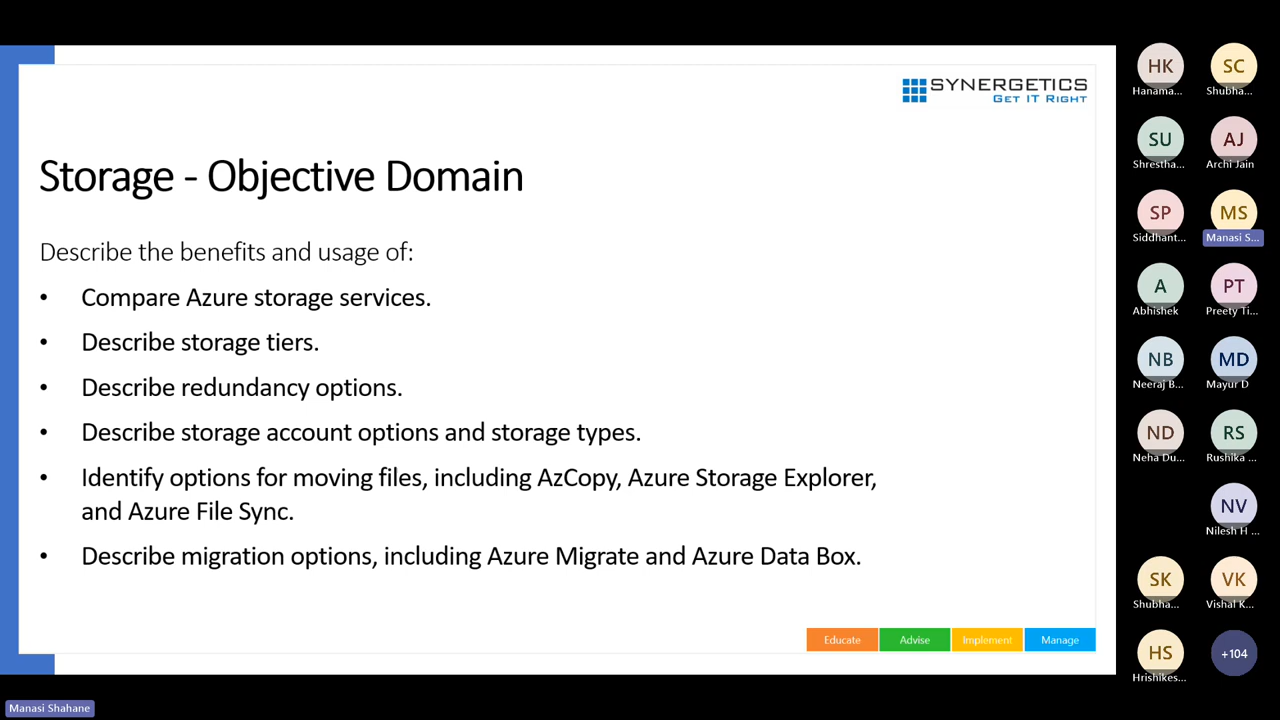 SYNERGETICS
GET IT RIGHT
Storage - Objective Domain
Describe the benefits and usage of:
• Compare Azure storage services.
• Describe storage tiers.
• Describe redundancy options.
• Describe storage account options and storage types.
• Identify options for moving files, including AzCopy, Azure Storage Explorer,
and Azure File Sync.
• Describe migration options, including Azure Migrate and Azure Data Box.
Educate Advise Implement Manage
Manasi Shahane
HK SC
Hanama... Shubha...
SU AJ
Shrestha... Archi Jain
SP MS
Siddhant... Manasi S...
A PT
Abhishek Preety Ti...
NB MD
Neeraj B... Mayur D
ND RS
Neha Du... Rushika ...
NV
Nilesh H ...
SK VK
Shubha... Vishal K...
HS +104
Hrishikes...